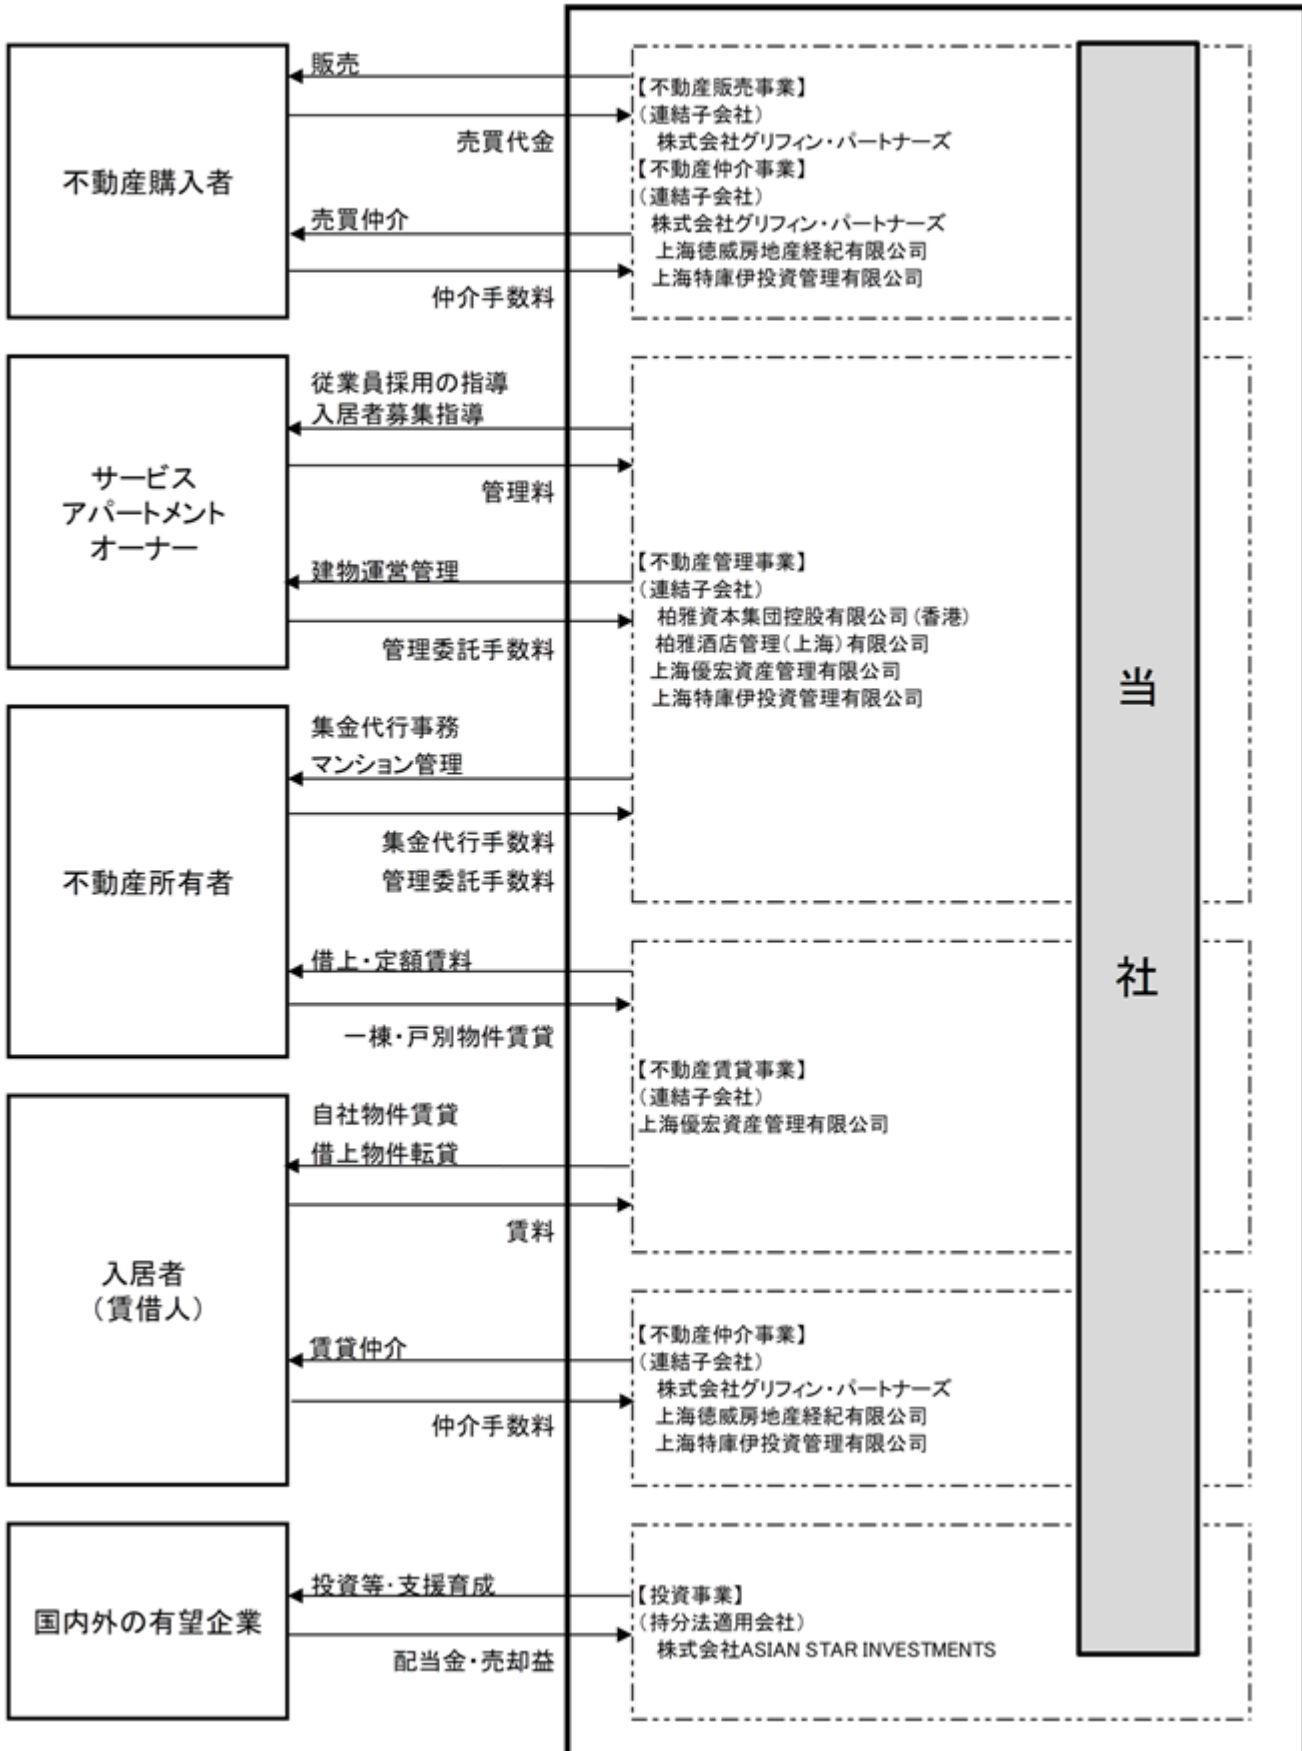 不動産購入者
販売
売買代金
売買仲介
仲介手数料
【不動産販売事業】
(連結子会社)
株式会社グリフィン・パートナーズ
【不動産仲介事業】
(連結子会社)
株式会社グリフィン・パートナーズ
上海徳威房地産経紀有限公司
上海特庫伊投資管理有限公司
サービス
アパートメント
オーナー
従業員採用の指導
入居者募集指導
管理料
建物運営管理
管理委託手数料
【不動産管理事業】
(連結子会社)
柏雅資本集団控股有限公司(香港)
柏雅酒店管理(上海)有限公司
上海優宏資産管理有限公司
上海特庫伊投資管理有限公司
不動産所有者
集金代行事務
マンション管理
集金代行手数料
管理委託手数料
借上・定額賃料
一棟・戸別物件賃貸
【不動産賃貸事業】
(連結子会社)
上海優宏資産管理有限公司
入居者
(賃借人)
自社物件賃貸
借上物件転貸
賃料
賃貸仲介
仲介手数料
【不動産仲介事業】
(連結子会社)
株式会社グリフィン・パートナーズ
上海徳威房地産経紀有限公司
上海特庫伊投資管理有限公司
国内外の有望企業
投資等・支援育成
配当金・売却益
【投資事業】
(持分法適用会社)
株式会社ASIAN STAR INVESTMENTS
当
社